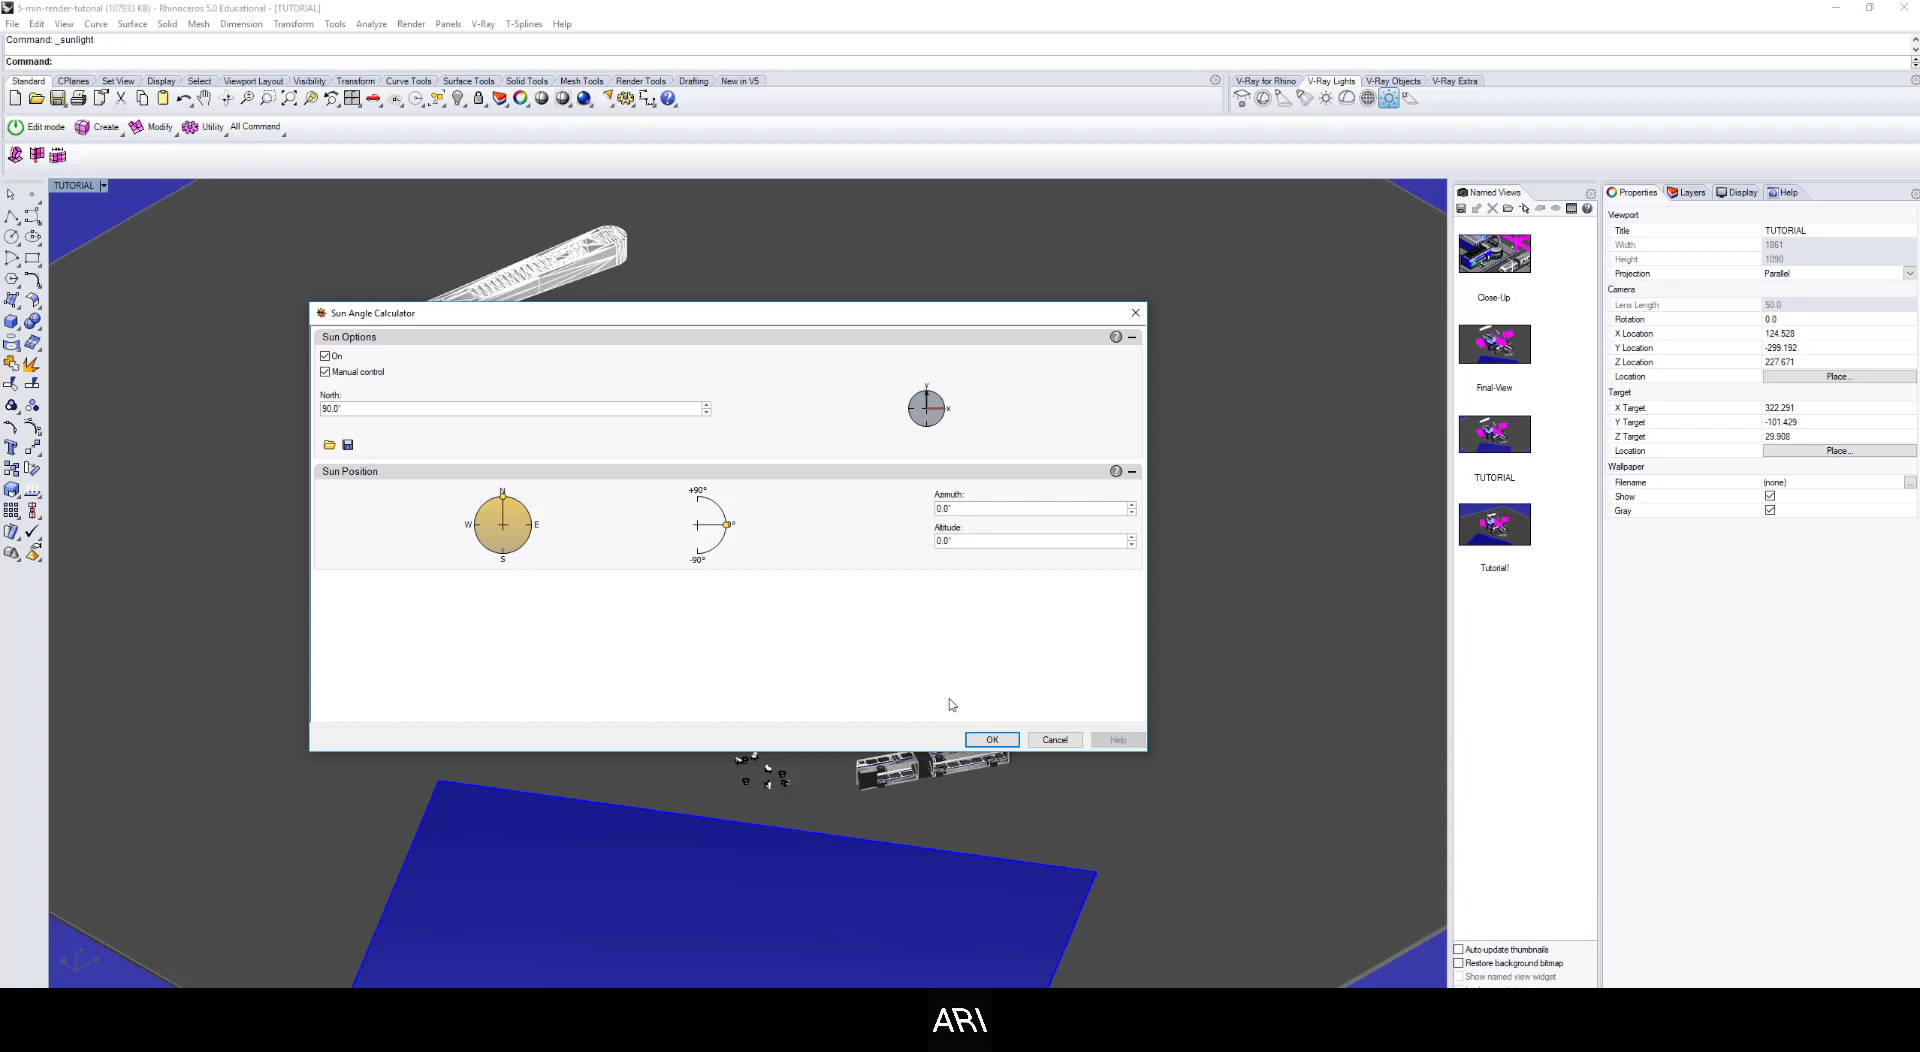 5-min-render-tutorial (107933 KB) - Rhinoceros 5.0 Educational - [TUTORIAL]
File Edit View Curve Surface Solid Mesh Dimension Transform Tools Analyze Render Panels V-Ray T-Splines Help
Command: _sunlight
Command:
Standard CPlanes Set View Display Select Viewport Layout Visibility Transform Curve Tools Surface Tools Solid Tools Mesh Tools Render Tools Drafting New in V5
V-Ray for Rhino V-Ray Lights V-Ray Objects V-Ray Extra
Edit mode Create Modify Utility All Command
TUTORIAL
Sun Angle Calculator
Sun Options
On
Manual control
North:
90.0°
y
x
Sun Position
N
W E
S
+90°
0°
-90°
Azimuth:
0.0°
Altitude:
0.0°
OK Cancel Help
z
x
Named Views
Close-Up
Final-View
TUTORIAL
Tutorial!
Auto-update thumbnails
Restore background bitmap
Show named view widget
Properties Layers Display Help
Viewport
Title TUTORIAL
Width 1861
Height 1090
Projection Parallel
Camera
Lens Length 50.0
Rotation 0.0
X Location 124.528
Y Location -299.192
Z Location 227.671
Location Place...
Target
X Target 322.291
Y Target -101.429
Z Target 29.908
Location Place...
Wallpaper
Filename (none) ...
Show
Gray
ARI